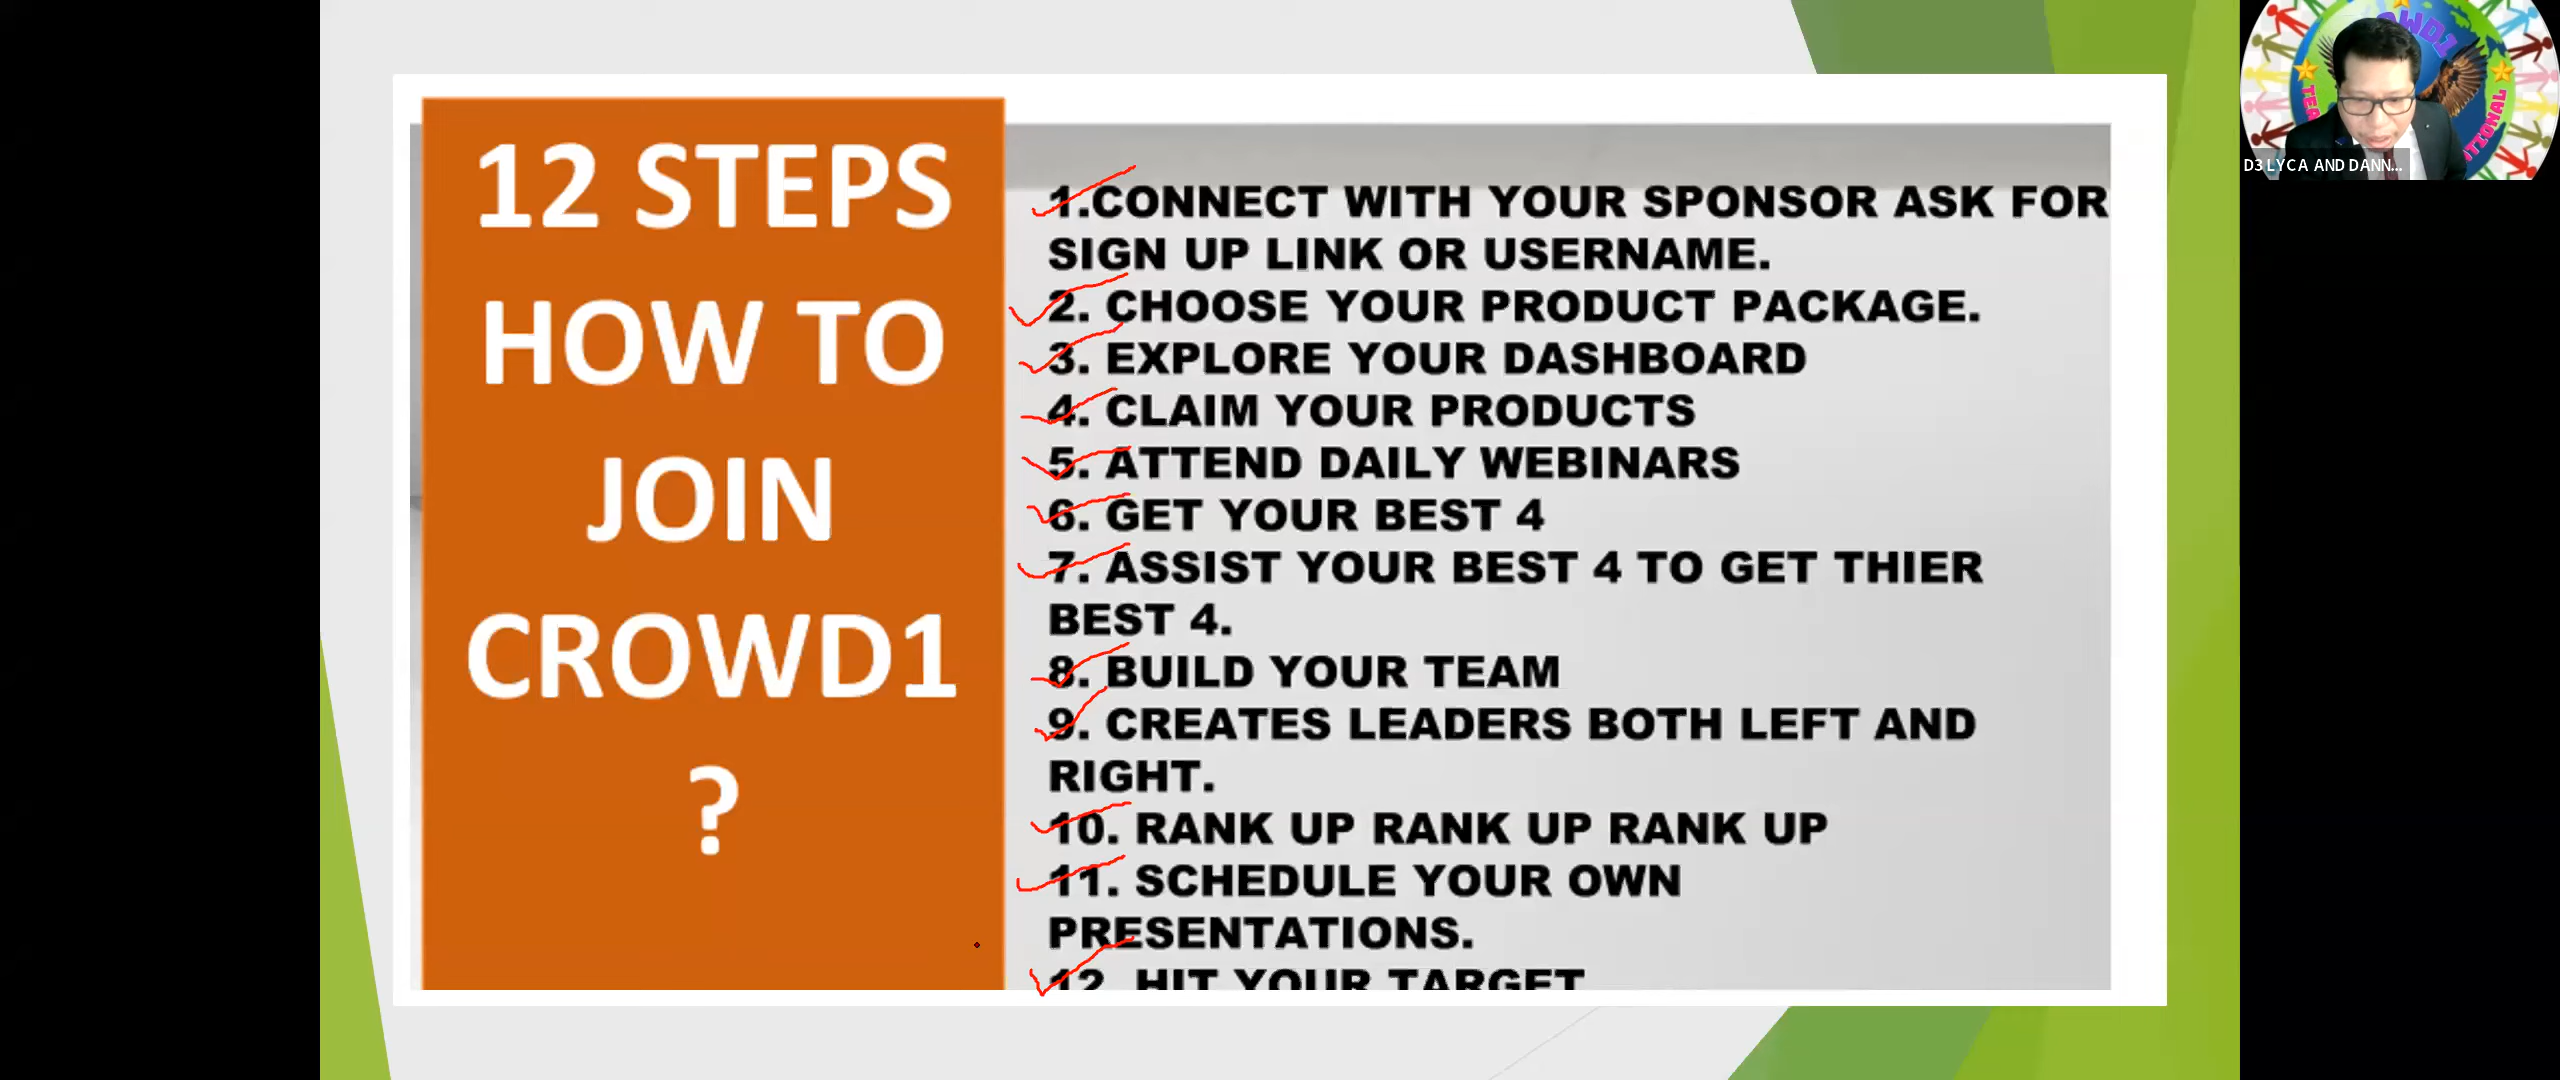 12 STEPS
HOW TO
JOIN
CROWD1
?
1.CONNECT WITH YOUR SPONSOR ASK FOR
SIGN UP LINK OR USERNAME.
2. CHOOSE YOUR PRODUCT PACKAGE.
3. EXPLORE YOUR DASHBOARD
4. CLAIM YOUR PRODUCTS
5. ATTEND DAILY WEBINARS
6. GET YOUR BEST 4
7. ASSIST YOUR BEST 4 TO GET THIER
BEST 4.
8. BUILD YOUR TEAM
9. CREATES LEADERS BOTH LEFT AND
RIGHT.
10. RANK UP RANK UP RANK UP
11. SCHEDULE YOUR OWN
PRESENTATIONS.
12. HIT YOUR TARGET
D3 LYCA AND DANN...